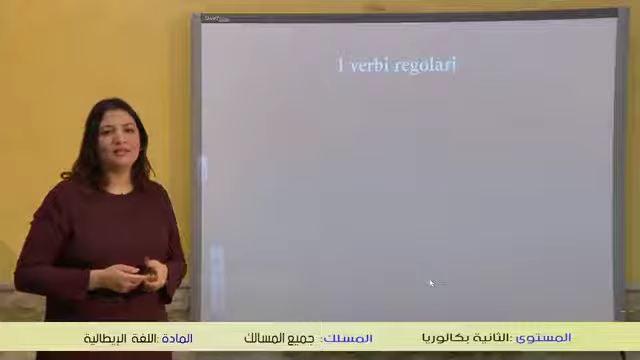 I verbi regolari
المستوى :الثانية بكالوريا المسلك: جميع المسالك المادة :اللغة الإيطالية